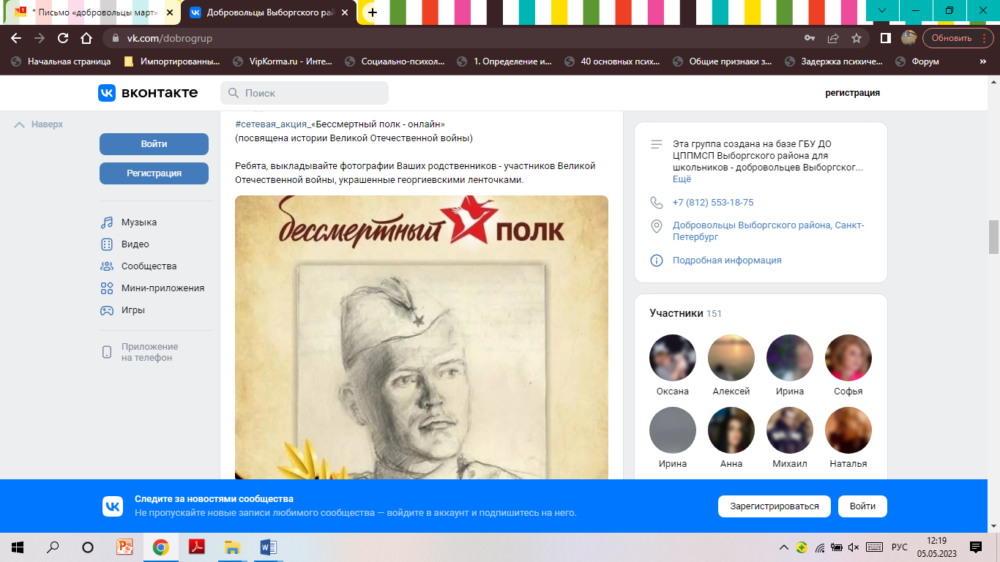 * Письмо «добровольцы март»
Добровольцы Выборгского рай
vk.com/dobrogrup
Обновить
Начальная страница
Импортированны...
VipKorma.ru - Инте...
Социально-психол...
1. Определение и...
40 основных псих...
Общие признаки з...
Задержка психиче...
Форум
»
вконтакте
Поиск
регистрация
Наверх
Войти
Регистрация
Музыка
Видео
Сообщества
Мини-приложения
Игры
Приложение
на телефон
#сетевая_акция_«Бессмертный полк - онлайн»
(посвящена истории Великой Отечественной войны)
Ребята, выкладывайте фотографии Ваших родственников - участников Великой
Отечественной войны, украшенные георгиевскими ленточками.
бессмертный ПОЛК
Эта группа создана на базе ГБУ ДО
ЦППМСП Выборгского района для
школьников - добровольцев Выборгског...
Ещё
+7 (812) 553-18-75
Добровольцы Выборгского района, Санкт-
Петербург
Подробная информация
Участники 151
Оксана
Алексей
Ирина
Софья
Ирина
Анна
Михаил
Наталья
Следите за новостями сообщества
Не пропускайте новые записи любимого сообщества — войдите в аккаунт и подпишитесь на него.
Зарегистрироваться
Войти
РУС
12:19
05.05.2023